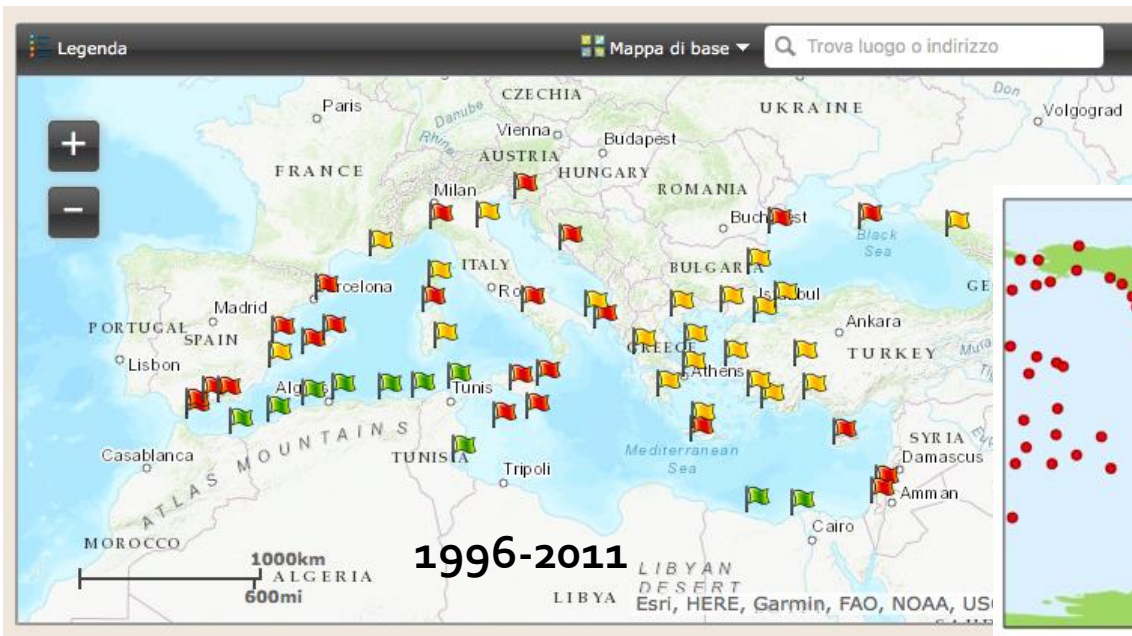 Legenda
Mappa di base
Trova luogo o indirizzo
CZECHIA
Don
Paris
Danube
UKRAINE
Volgograd
Rhine
Vienna
Budapest
AUSTRIA
FRANCE
HUNGARY
Milan
ROMANIA
Black
Sea
ITALY
BULGARIA
Madrid
PORTUGAL
SPAIN
Ankara
GREECE
TURKEY
Lisbon
Athens
Tunis
ATLAS MOUNTAINS
Casablanca
TUNISIA
Mediterranean
Sea
SYRIA
Damascus
Tripoli
Amman
Cairo
MOROCCO
1000km
1996-2011
ALGERIA
LIBYAN
DESERT
600mi
LIBYA
Esri, HERE, Garmin, FAO, NOAA,